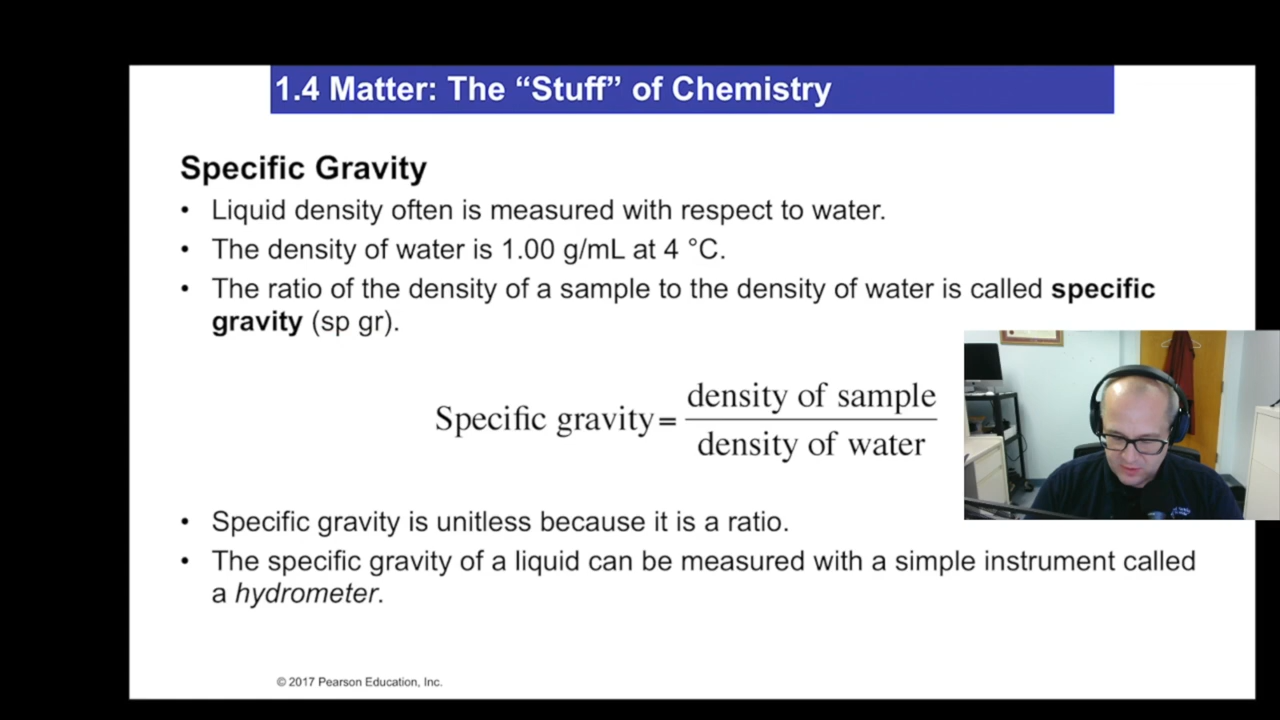 1.4 Matter: The “Stuff” of Chemistry
Specific Gravity
• Liquid density often is measured with respect to water.
• The density of water is 1.00 g/mL at 4 °C.
• The ratio of the density of a sample to the density of water is called specific
gravity (sp gr).
Specific gravity = density of sample
density of water
• Specific gravity is unitless because it is a ratio.
• The specific gravity of a liquid can be measured with a simple instrument called
a hydrometer.
© 2017 Pearson Education, Inc.